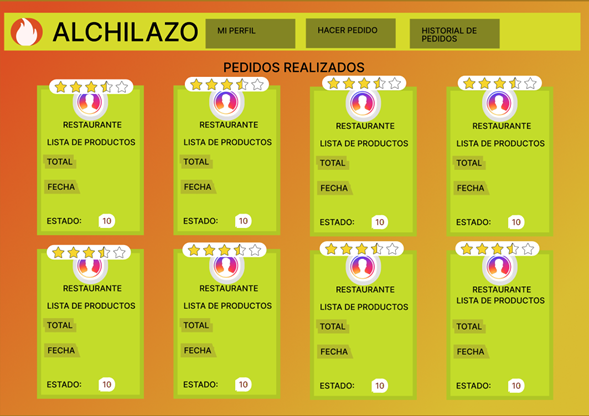 ALCHILAZO
MI PERFIL
HACER PEDIDO
HISTORIAL DE
PEDIDOS
PEDIDOS REALIZADOS
RESTAURANTE
LISTA DE PRODUCTOS
TOTAL
FECHA
ESTADO: 10
RESTAURANTE
LISTA DE PRODUCTOS
TOTAL
FECHA
ESTADO: 10
RESTAURANTE
LISTA DE PRODUCTOS
TOTAL
FECHA
ESTADO: 10
RESTAURANTE
LISTA DE PRODUCTOS
TOTAL
FECHA
ESTADO: 10
RESTAURANTE
LISTA DE PRODUCTOS
TOTAL
FECHA
ESTADO: 10
RESTAURANTE
LISTA DE PRODUCTOS
TOTAL
FECHA
ESTADO: 10
RESTAURANTE
LISTA DE PRODUCTOS
TOTAL
FECHA
ESTADO: 10
RESTAURANTE
LISTA DE PRODUCTOS
TOTAL
FECHA
ESTADO: 10